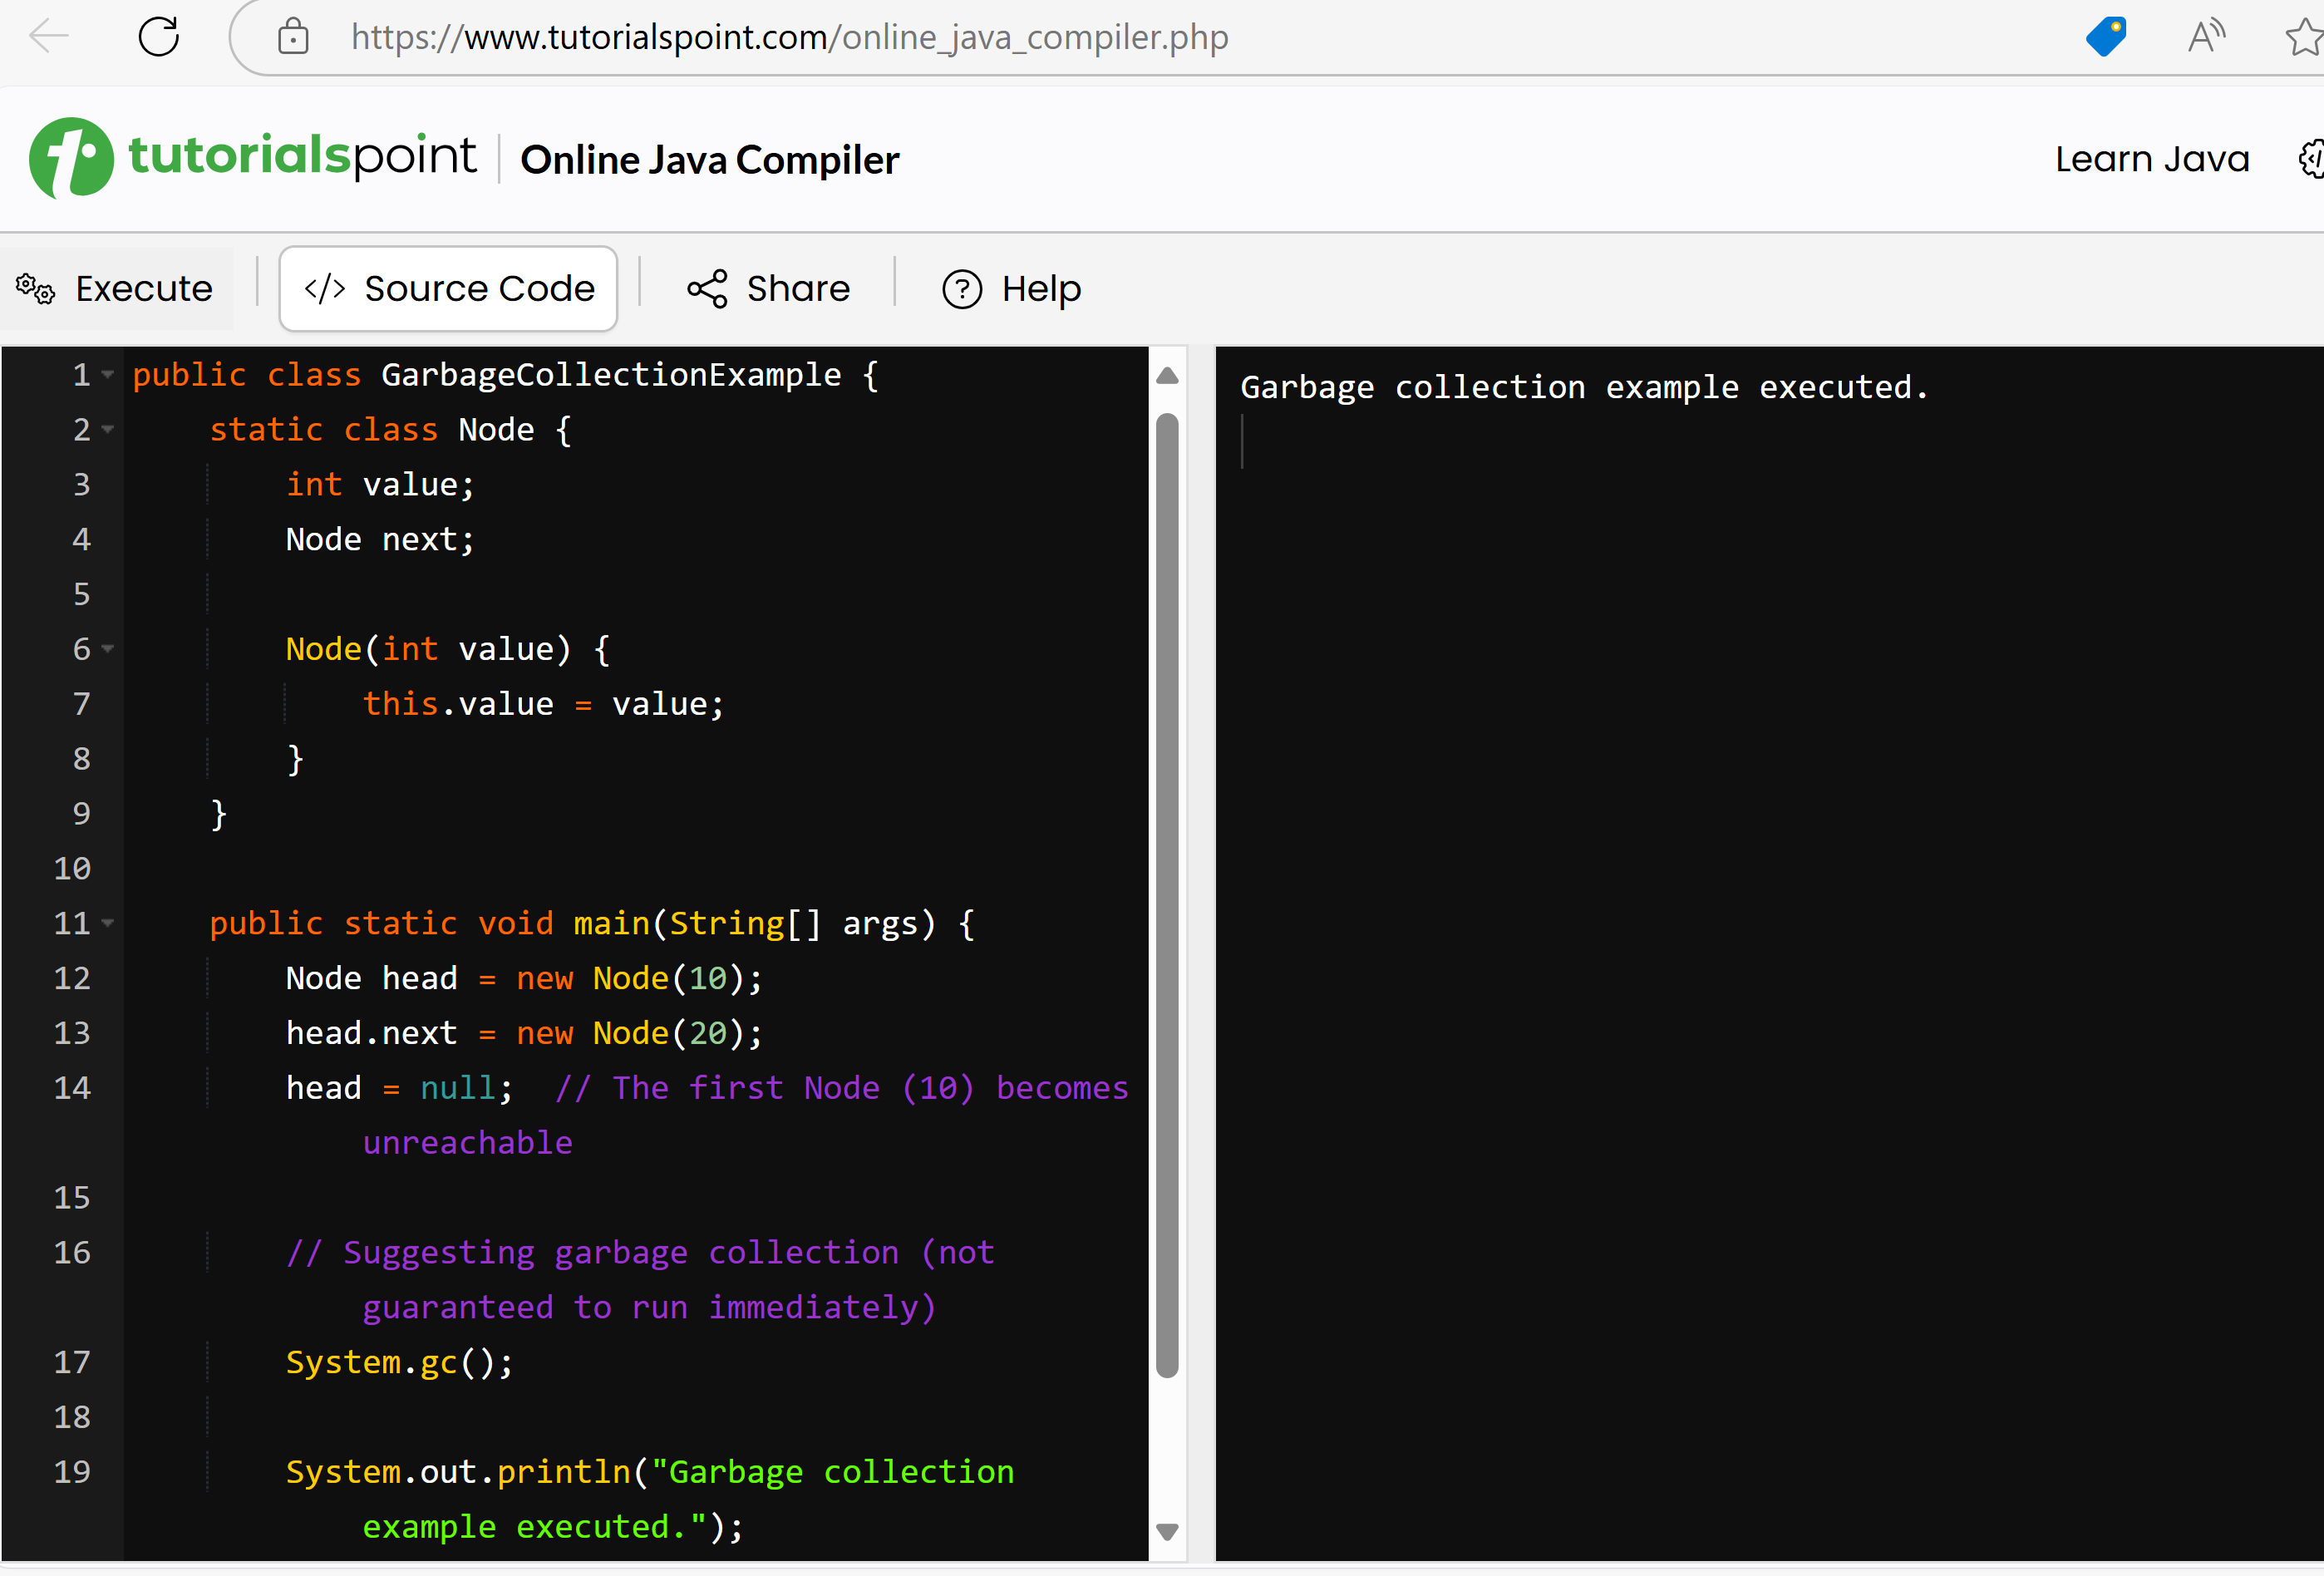 https://www.tutorialspoint.com/online_java_compiler.php
tutorialspoint | Online Java Compiler
Learn Java
Execute
</> Source Code
Share
Help
1 public class GarbageCollectionExample {
2     static class Node {
3         int value;
4         Node next;
5
6         Node(int value) {
7             this.value = value;
8         }
9     }
10
11     public static void main(String[] args) {
12         Node head = new Node(10);
13         head.next = new Node(20);
14         head = null;  // The first Node (10) becomes
            unreachable
15
16         // Suggesting garbage collection (not
            guaranteed to run immediately)
17         System.gc();
18
19         System.out.println("Garbage collection
            example executed.");
Garbage collection example executed.